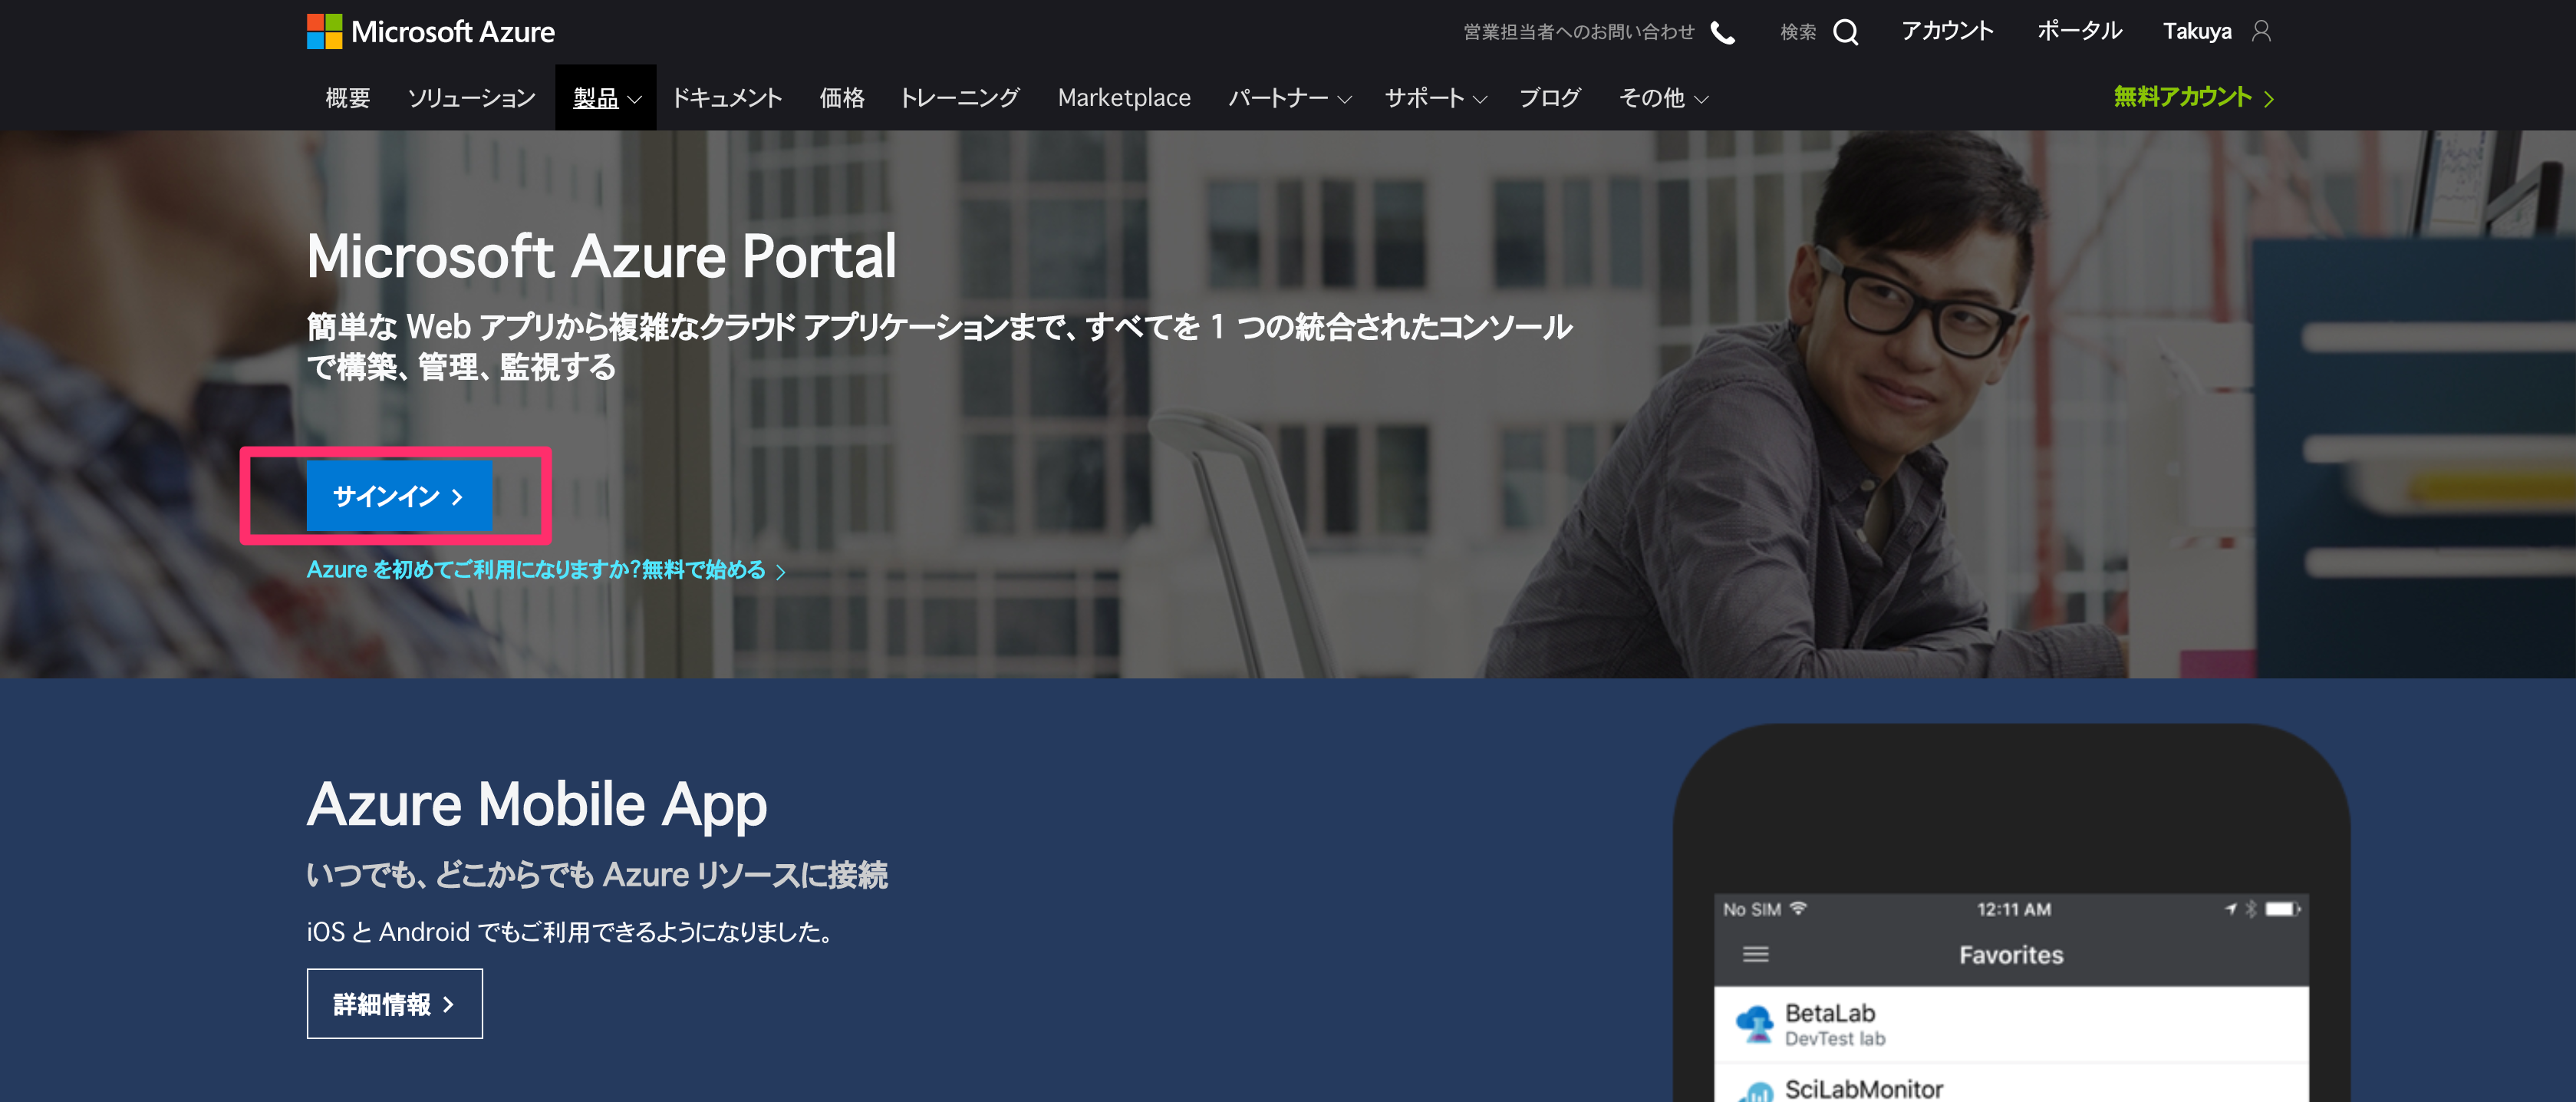 Microsoft Azure
営業担当者へのお問い合わせ
検索
アカウント
ポータル
Takuya
概要
ソリューション
製品
ドキュメント
価格
トレーニング
Marketplace
パートナー
サポート
ブログ
その他
無料アカウント
Microsoft Azure Portal
簡単な Web アプリから複雑なクラウド アプリケーションまで、すべてを 1 つの統合されたコンソール
で構築、管理、監視する
サインイン
Azure を初めてご利用になりますか?無料で始める
Azure Mobile App
いつでも、どこからでも Azure リソースに接続
iOS と Android でもご利用できるようになりました。
詳細情報
No SIM
12:11 AM
Favorites
BetaLab
DevTest lab
SciLabMonitor